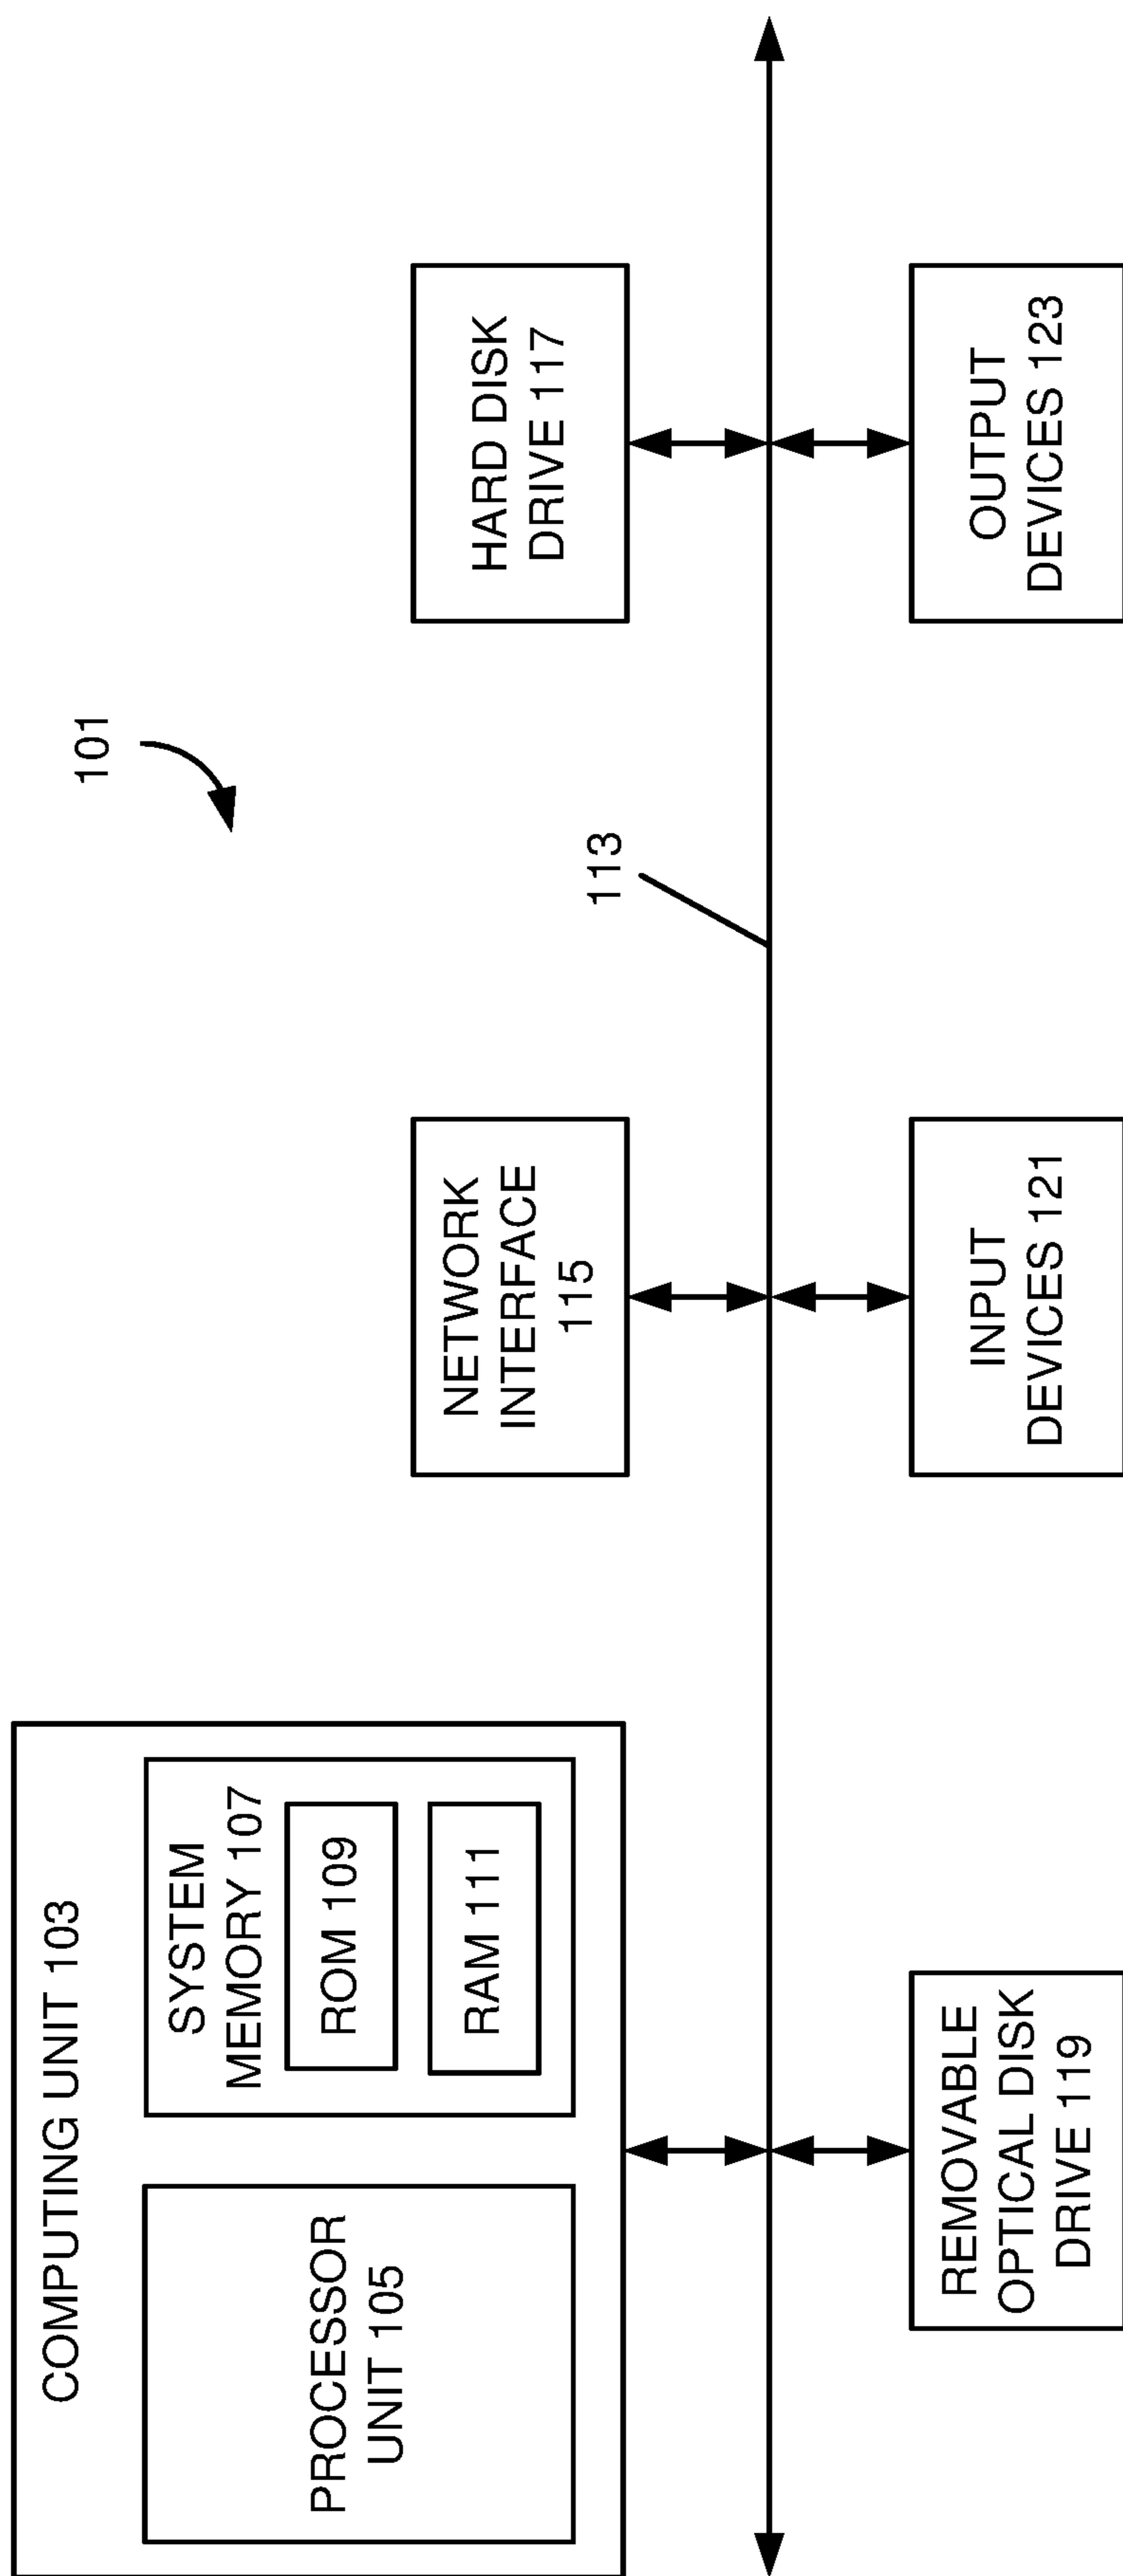 101
COMPUTING UNIT 103
PROCESSOR
UNIT 105
SYSTEM
MEMORY 107
ROM 109
RAM 111
NETWORK
INTERFACE
115
HARD DISK
DRIVE 117
113
REMOVABLE
OPTICAL DISK
DRIVE 119
INPUT
DEVICES 121
OUTPUT
DEVICES 123